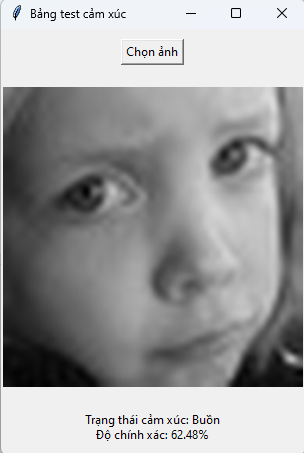 Bảng test cảm xúc
Chọn ảnh
Trạng thái cảm xúc: Buồn
Độ chính xác: 62.48%